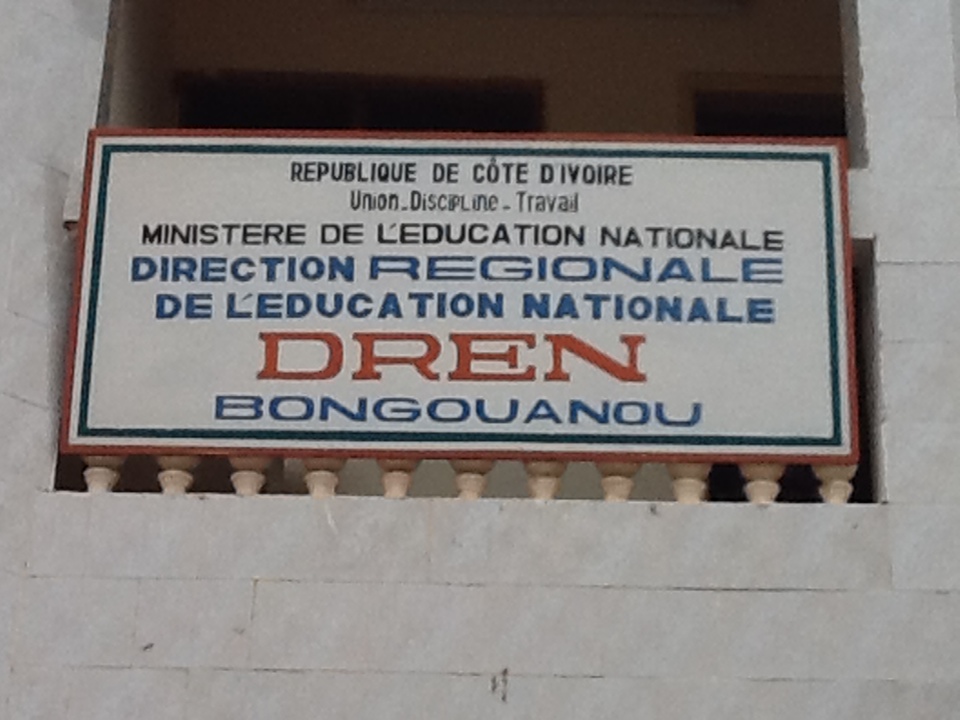 REPUBLIQUE DE CÔTE D'IVOIRE
Union_Discipline_Travail
MINISTERE DE L'EDUCATION NATIONALE
DIRECTION REGIONALE
DE L'EDUCATION NATIONALE
DREN
BONGOUANOU